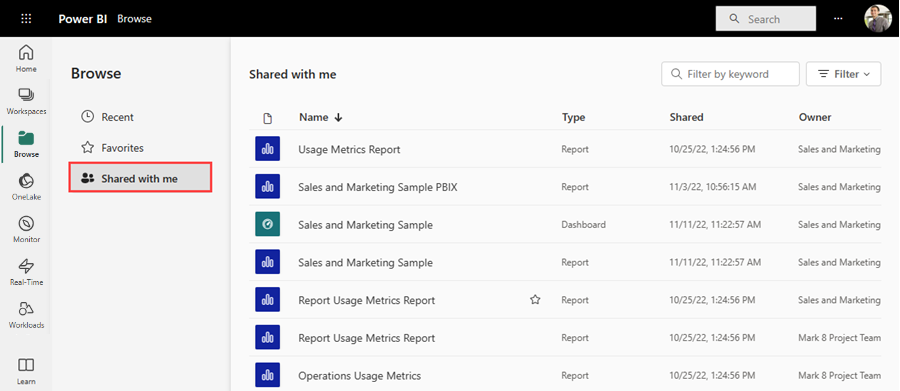 Power BI Browse Search ...
Home
Workspaces
Browse
OneLake
Monitor
Real-Time
Workloads
Learn
Browse
Recent
Favorites
Shared with me
Shared with me Filter by keyword Filter
Name Type Shared Owner
Usage Metrics Report Report 10/25/22, 1:24:56 PM Sales and Marketing
Sales and Marketing Sample PBIX Report 11/3/22, 10:56:15 AM Sales and Marketing
Sales and Marketing Sample Dashboard 11/11/22, 11:22:57 AM Sales and Marketing
Sales and Marketing Sample Report 11/11/22, 11:22:57 AM Sales and Marketing
Report Usage Metrics Report Report 10/25/22, 1:24:56 PM Sales and Marketing
Report Usage Metrics Report Report 10/25/22, 1:24:56 PM Mark 8 Project Team
Operations Usage Metrics Report 10/25/22, 1:24:56 PM Mark 8 Project Team